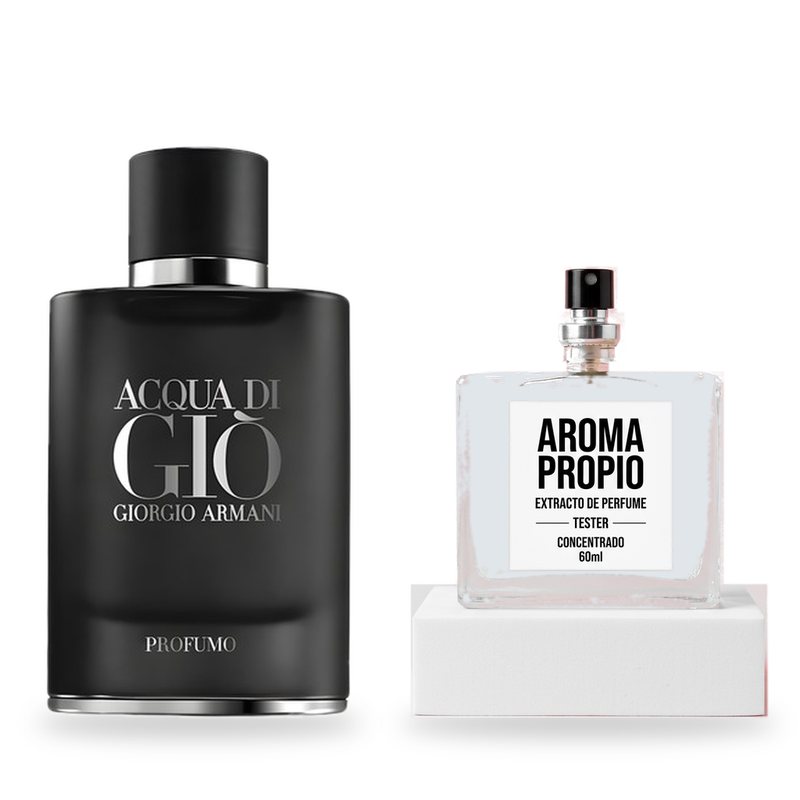 ACQUA DI
GIÒ
GIORGIO ARMANI
PROFUMO
AROMA
PROPIO
EXTRACTO DE PERFUME
TESTER
CONCENTRADO
60ml